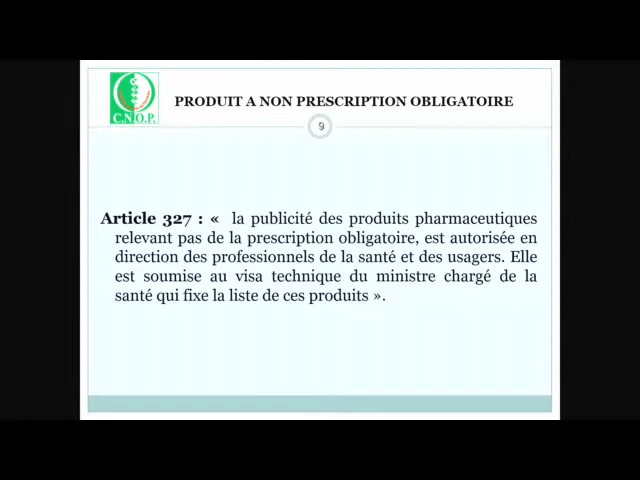 C.N.O.P.
PRODUIT A NON PRESCRIPTION OBLIGATOIRE
9
Article 327 : « la publicité des produits pharmaceutiques
relevant pas de la prescription obligatoire, est autorisée en
direction des professionnels de la santé et des usagers. Elle
est soumise au visa technique du ministre chargé de la
santé qui fixe la liste de ces produits ».